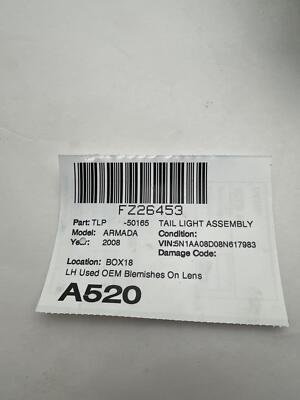 FZ26453
Part: TLP -50165 TAIL LIGHT ASSEMBLY
Model: ARMADA Condition:
Year: 2008 VIN:5N1AA08D08N617983
Damage Code:
Location: BOX18
LH Used OEM Blemishes On Lens
A520